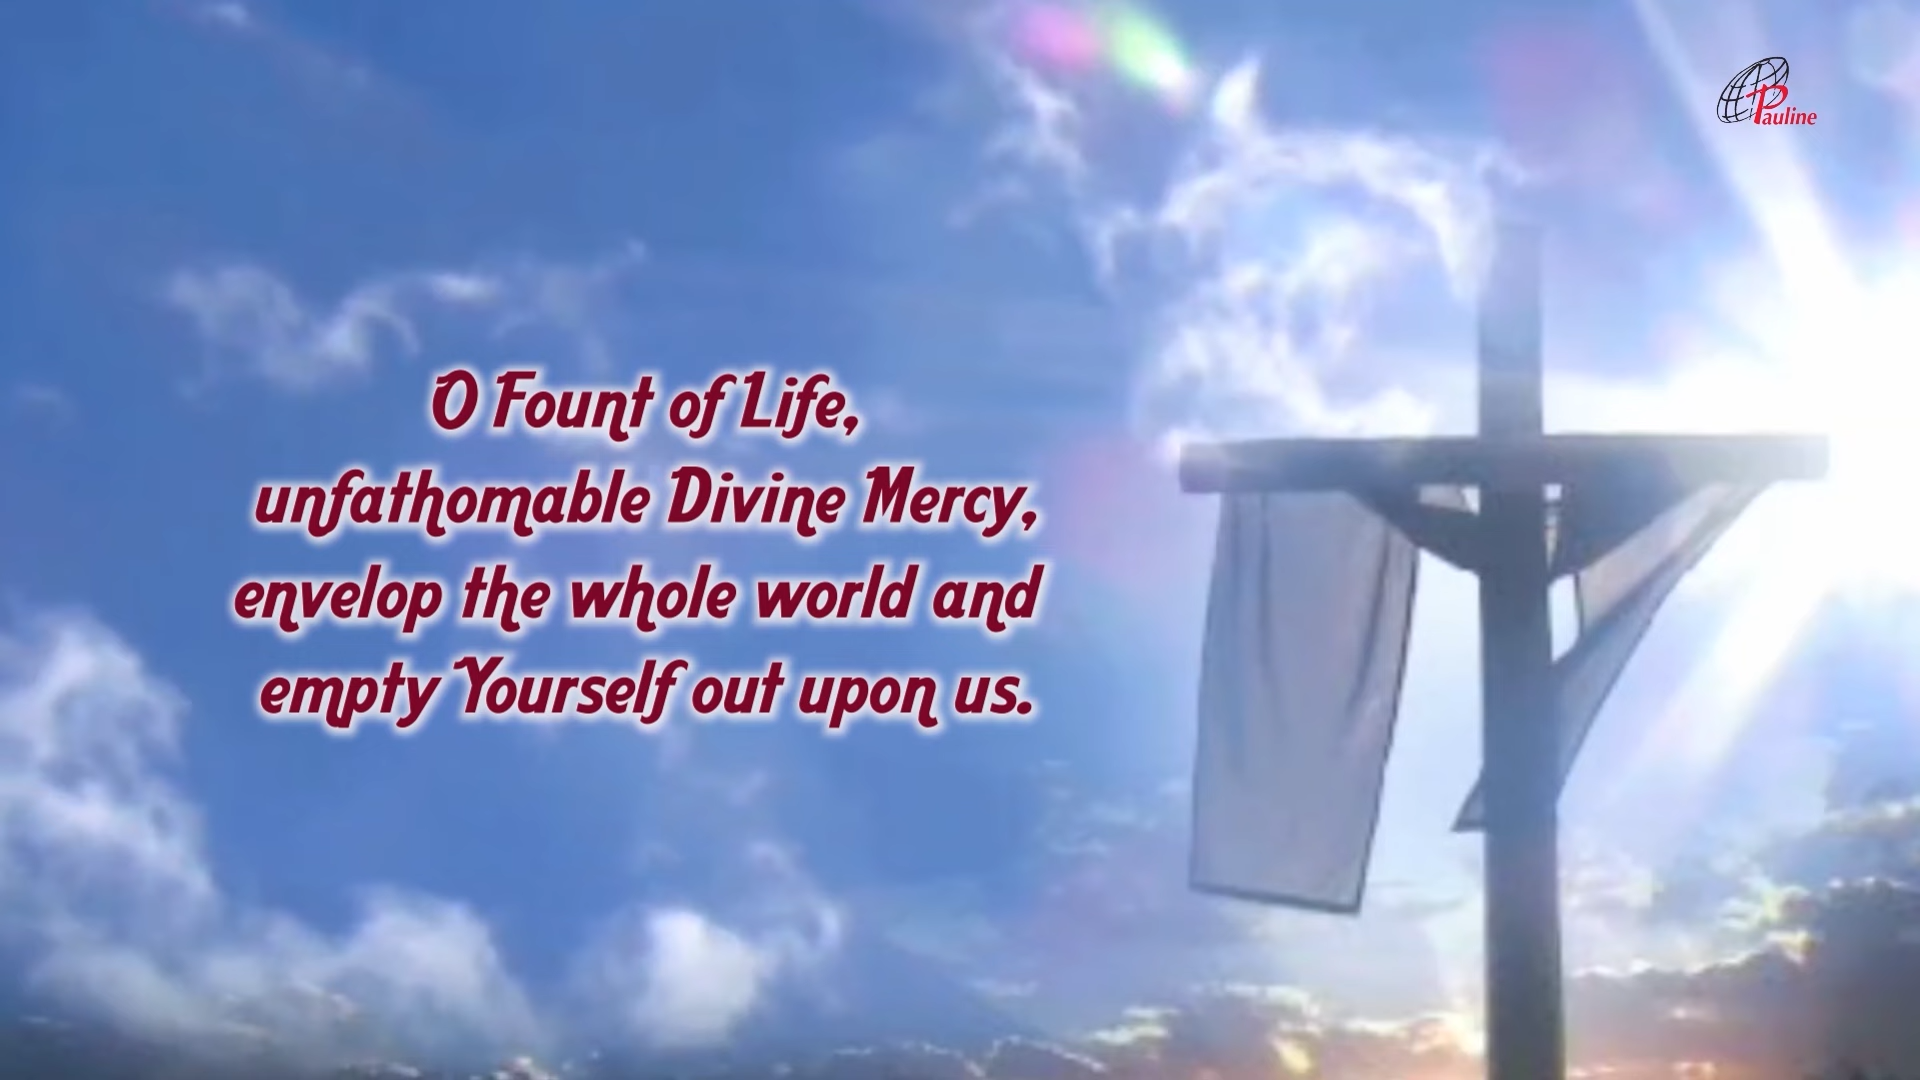 Pauline
O Fount of Life,
unfathomable Divine Mercy,
envelop the whole world and
empty Yourself out upon us.